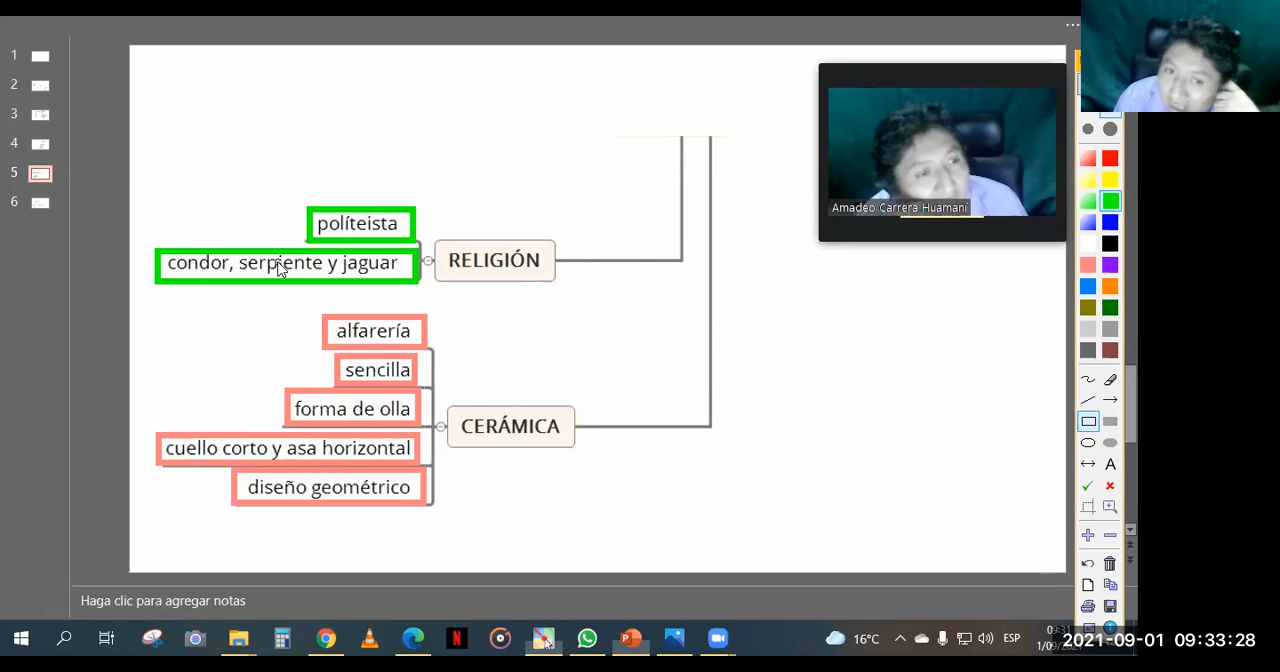 1
2
3
4
5
6
políteista
condor, serpiente y jaguar
RELIGIÓN
alfarería
sencilla
forma de olla
cuello corto y asa horizontal
diseño geométrico
CERÁMICA
Amadeo Carrera Huamani
A
Haga clic para agregar notas
N
16°C
ESP
2021-09-01 09:33:28